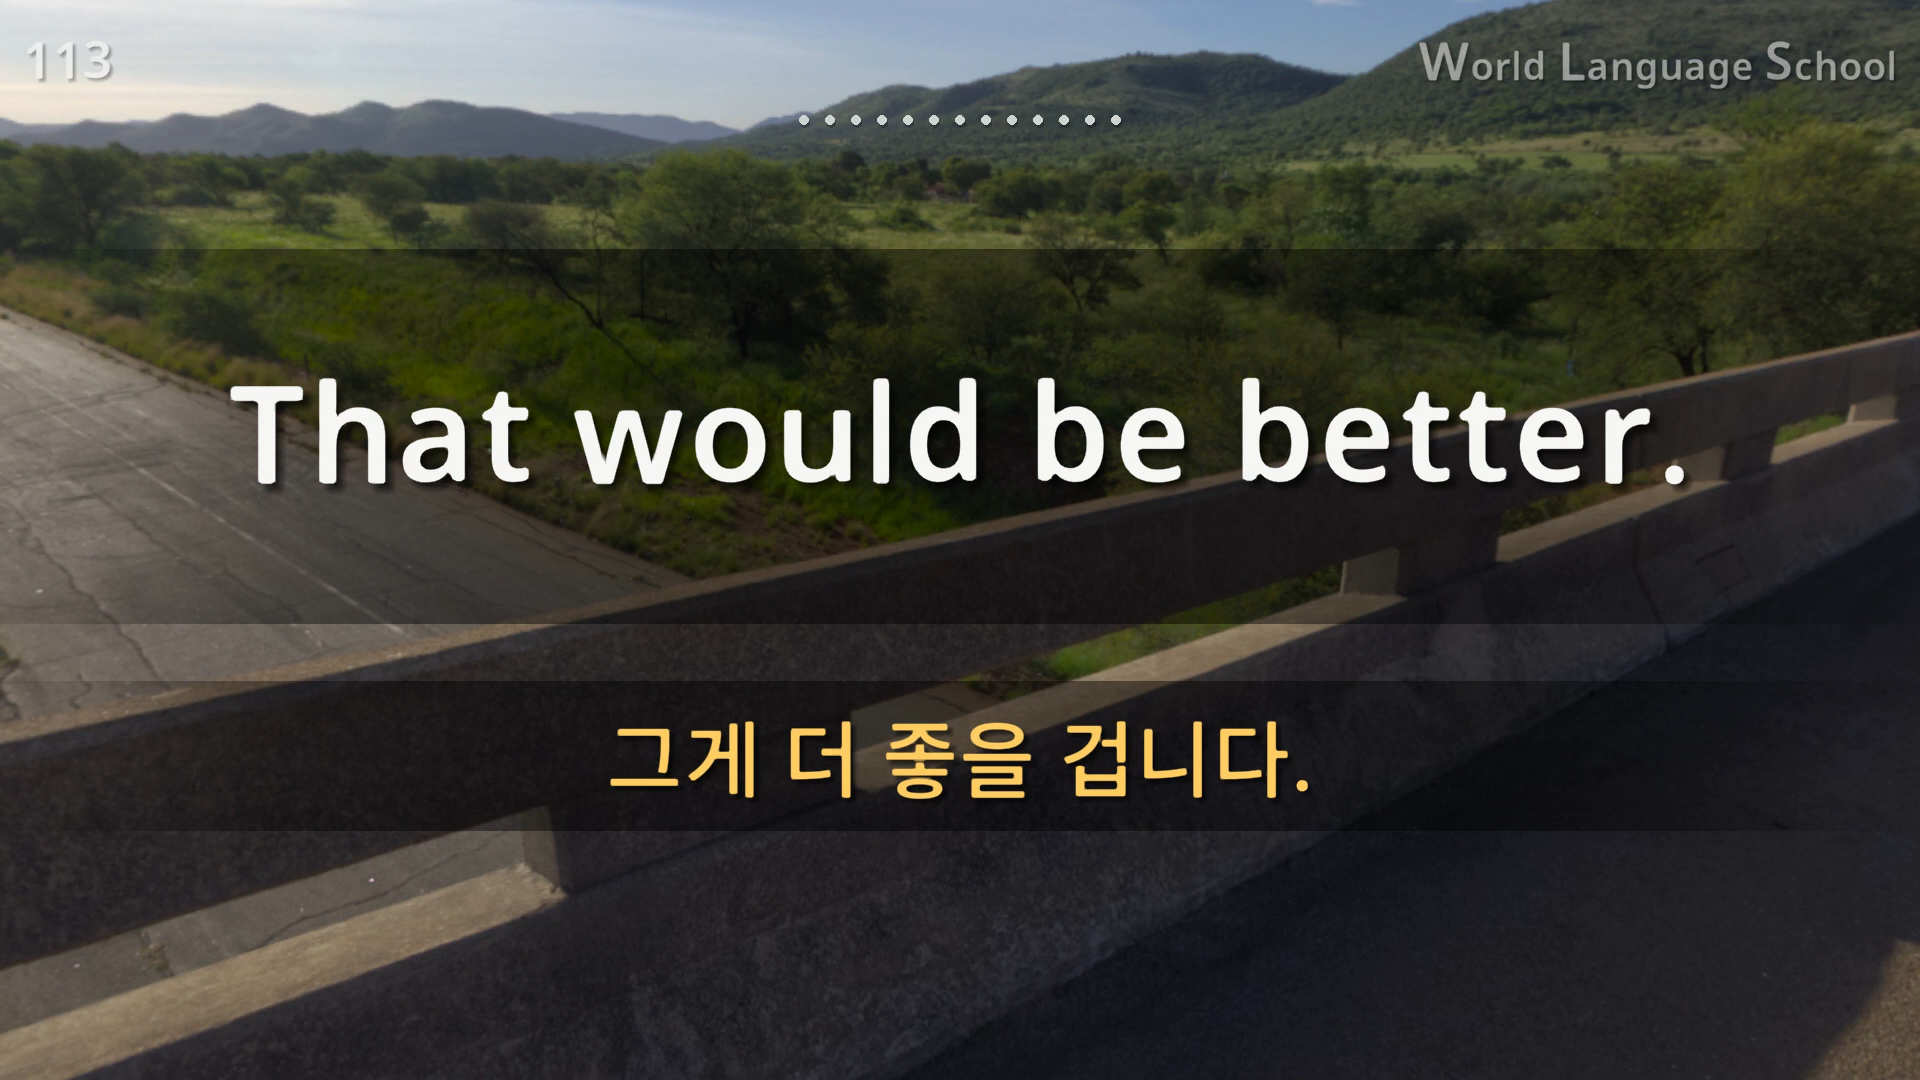 113
World Language School
That would be better.
그게 더 좋을 겁니다.